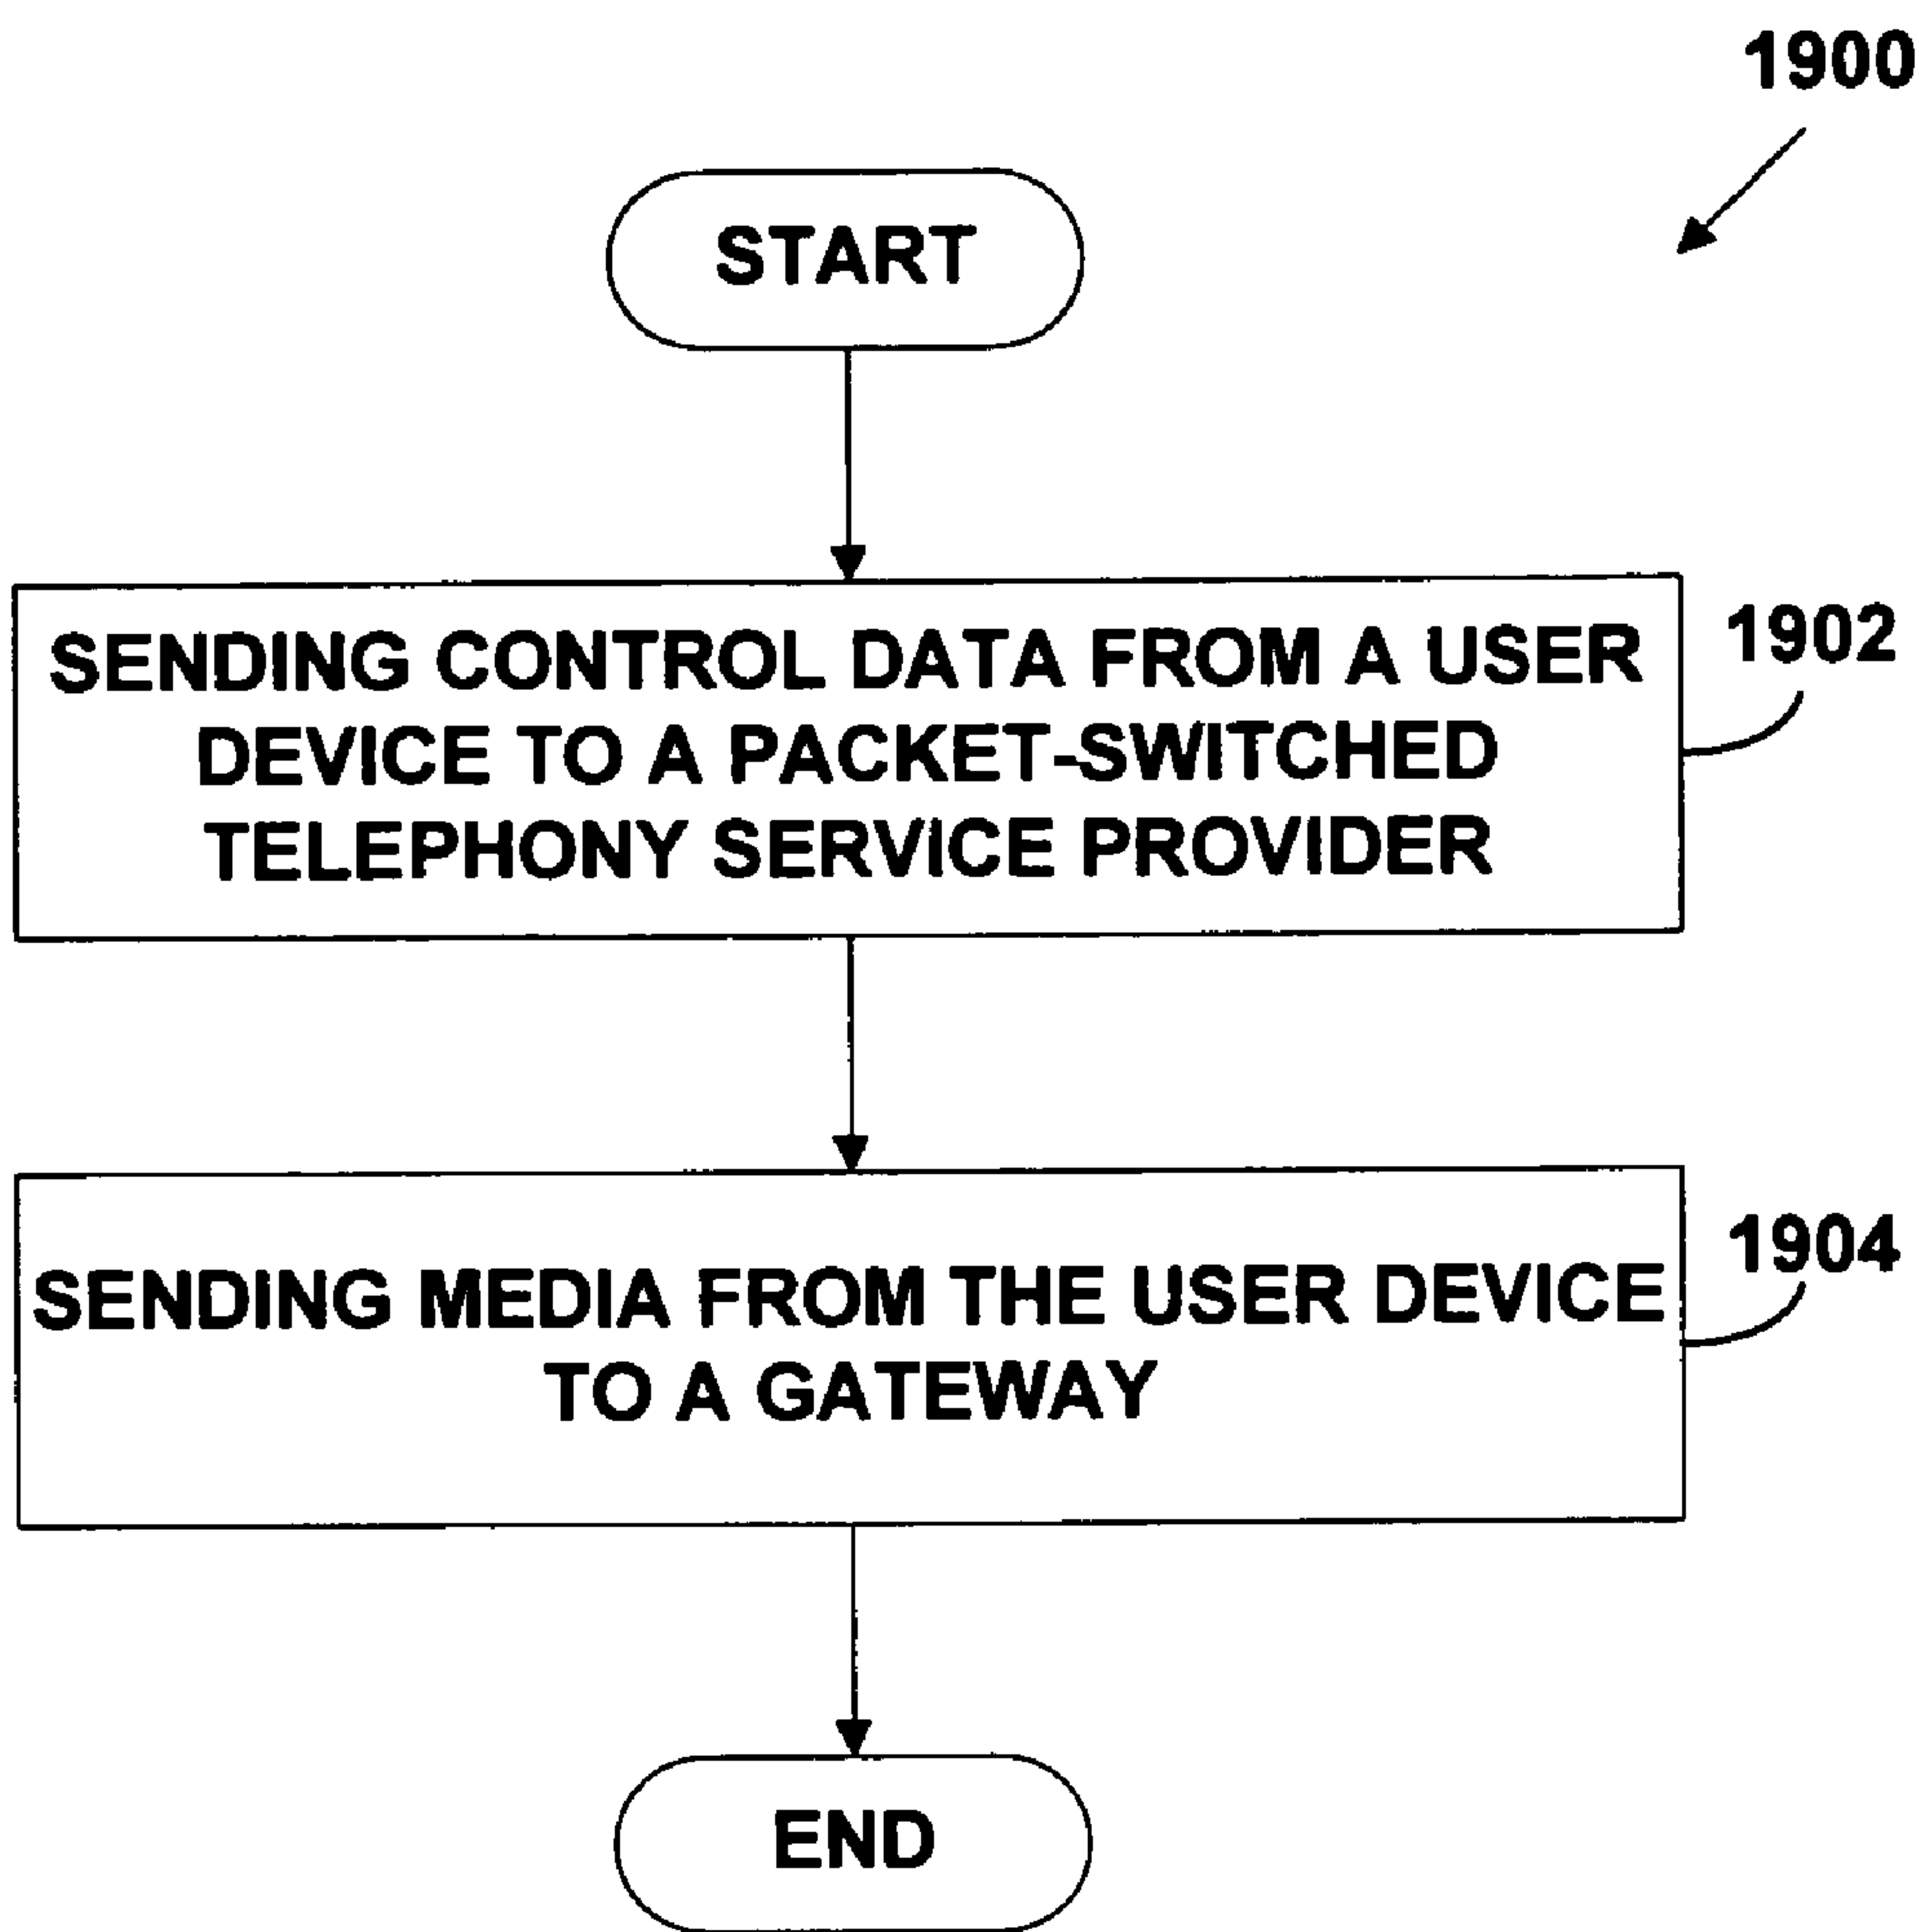 1900
START
SENDING CONTROL DATA FROM A USER
DEVICE TO A PACKET-SWITCHED
TELEPHONY SERVICE PROVIDER
1902
SENDING MEDIA FROM THE USER DEVICE
TO A GATEWAY
1904
END